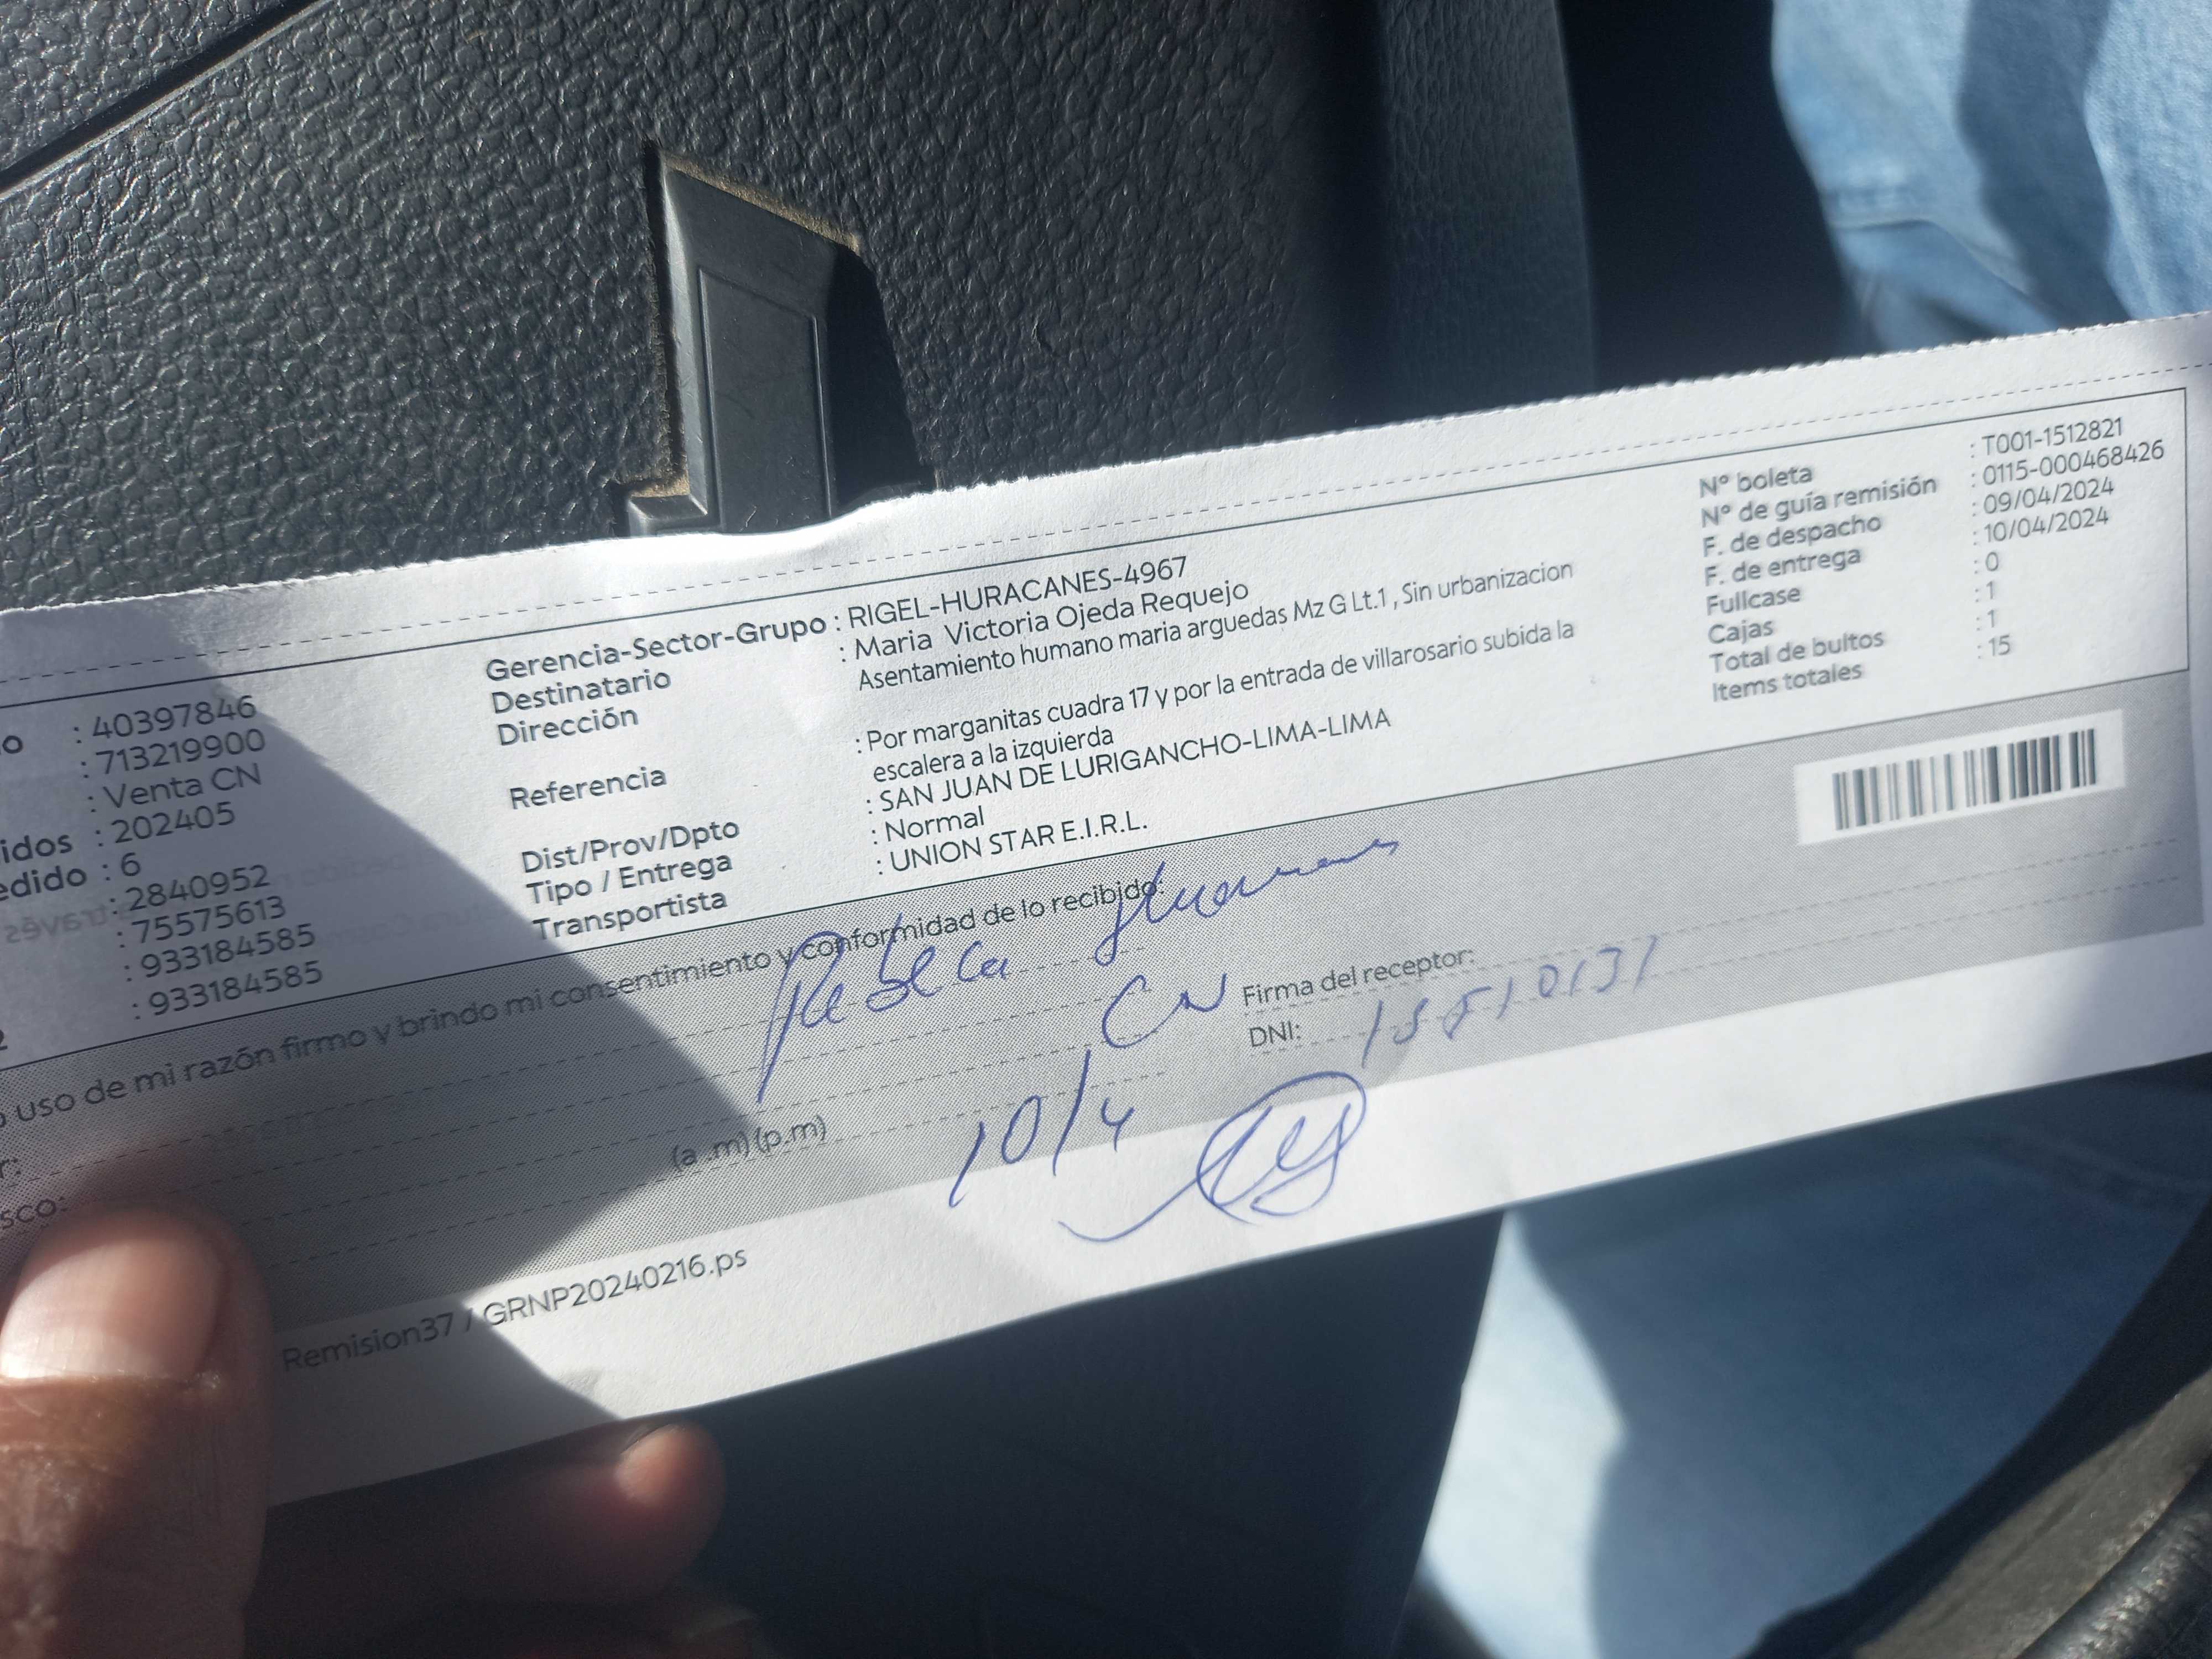 o : 40397846
: 713219900
: Venta CN
idos : 202405
edido : 6
: 2840952
: 75575613
: 933184585
: 933184585
Gerencia-Sector-Grupo : RIGEL-HURACANES-4967
Destinatario : Maria Victoria Ojeda Requejo
Dirección Asentamiento humano maria arguedas Mz G Lt.1 , Sin urbanizacion
Referencia : Por marganitas cuadra 17 y por la entrada de villarosario subida la
escalera a la izquierda
Dist/Prov/Dpto : SAN JUAN DE LURIGANCHO-LIMA-LIMA
Tipo / Entrega : Normal
Transportista : UNION STAR E.I.R.L.
N° boleta : T001-1512821
N° de guía remisión : 0115-000468426
F. de despacho : 09/04/2024
F. de entrega : 10/04/2024
Fullcase : 0
Cajas : 1
Total de bultos : 1
Items totales : 15
uso de mi razón firmo y brindo mi consentimiento y conformidad de lo recibido:
Rebeca
CN
Firma del receptor:
r:
DNI:
sco:
(a .m) (p.m)
10/4
Remision37 / GRNP20240216.ps